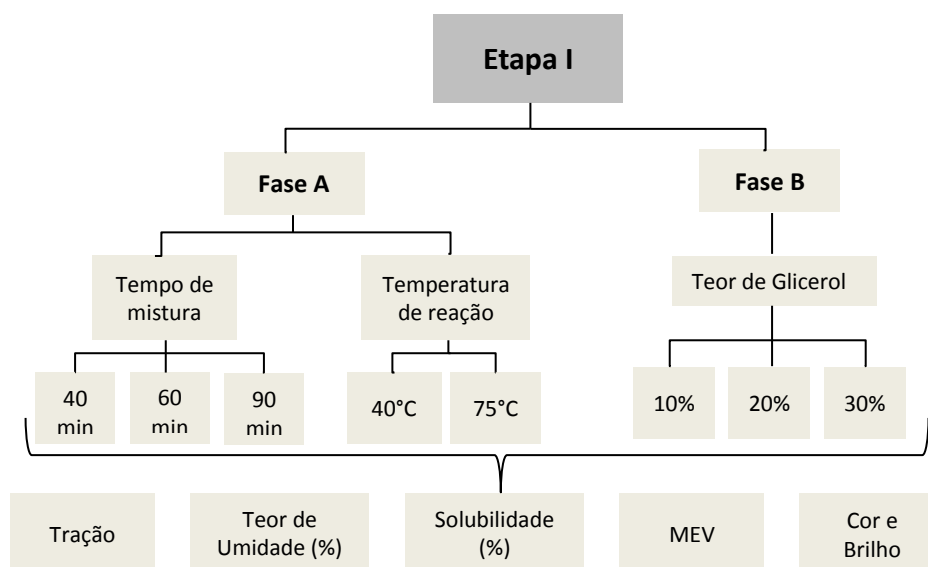 Etapa I
Fase A
Fase B
Tempo de
mistura
Temperatura
de reação
Teor de Glicerol
40
min
60
min
90
min
40°C
75°C
10%
20%
30%
Tração
Teor de
Umidade (%)
Solubilidade
(%)
MEV
Cor e
Brilho